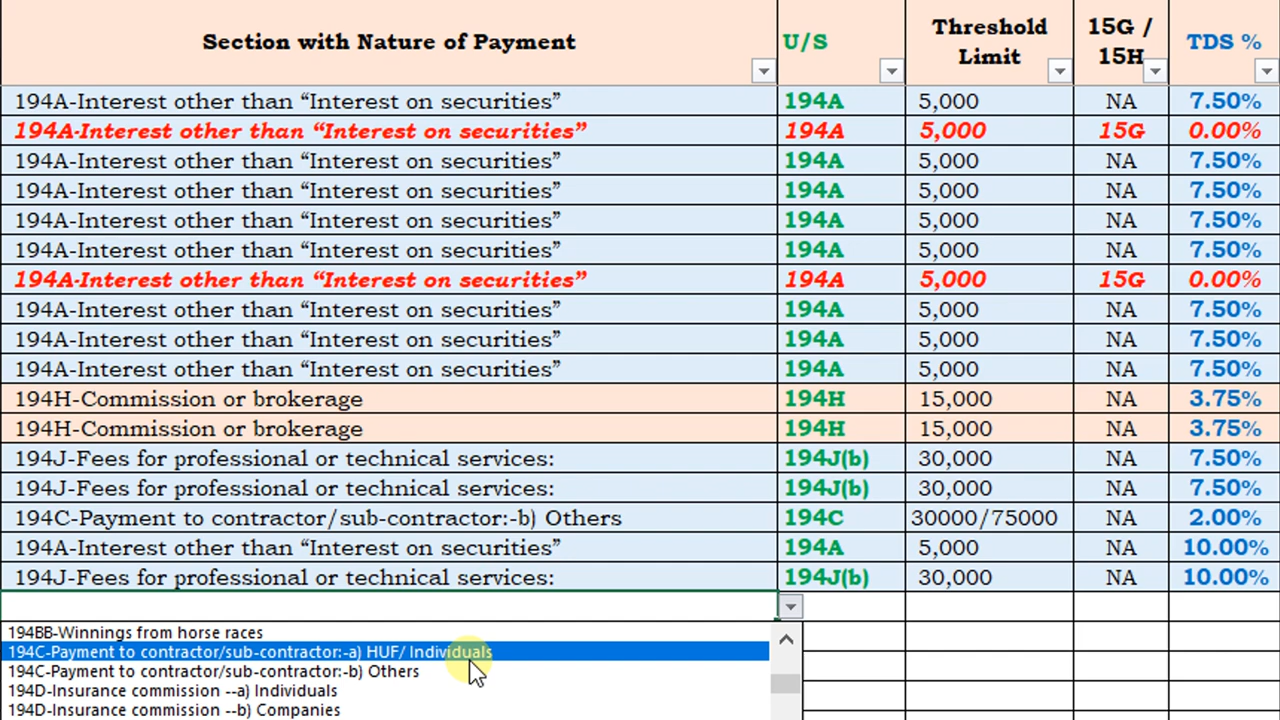 Section with Nature of Payment U/S Threshold Limit 15G / 15H TDS %
194A-Interest other than “Interest on securities” 194A 5,000 NA 7.50%
194A-Interest other than “Interest on securities” 194A 5,000 15G 0.00%
194A-Interest other than “Interest on securities” 194A 5,000 NA 7.50%
194A-Interest other than “Interest on securities” 194A 5,000 NA 7.50%
194A-Interest other than “Interest on securities” 194A 5,000 NA 7.50%
194A-Interest other than “Interest on securities” 194A 5,000 NA 7.50%
194A-Interest other than “Interest on securities” 194A 5,000 15G 0.00%
194A-Interest other than “Interest on securities” 194A 5,000 NA 7.50%
194A-Interest other than “Interest on securities” 194A 5,000 NA 7.50%
194A-Interest other than “Interest on securities” 194A 5,000 NA 7.50%
194H-Commission or brokerage 194H 15,000 NA 3.75%
194H-Commission or brokerage 194H 15,000 NA 3.75%
194J-Fees for professional or technical services: 194J(b) 30,000 NA 7.50%
194J-Fees for professional or technical services: 194J(b) 30,000 NA 7.50%
194C-Payment to contractor/sub-contractor:-b) Others 194C 30000/75000 NA 2.00%
194A-Interest other than “Interest on securities” 194A 5,000 NA 10.00%
194J-Fees for professional or technical services: 194J(b) 30,000 NA 10.00%
194BB-Winnings from horse races
194C-Payment to contractor/sub-contractor:-a) HUF/ Individuals
194C-Payment to contractor/sub-contractor:-b) Others
194D-Insurance commission --a) Individuals
194D-Insurance commission --b) Companies